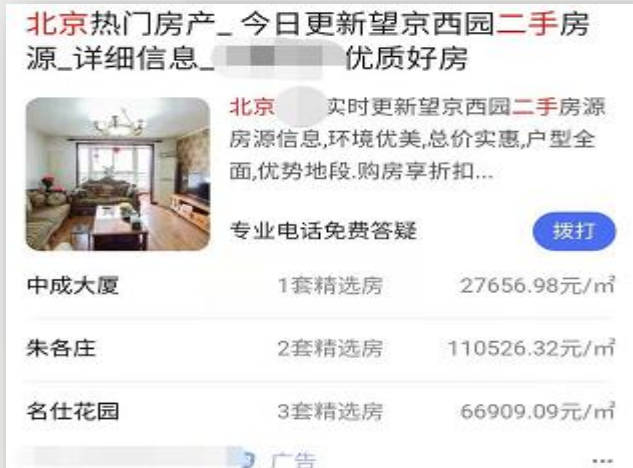 北京热门房产_ 今日更新望京西园二手房
源_详细信息_ 优质好房
北京 实时更新望京西园二手房源
房源信息,环境优美,总价实惠,户型全
面,优势地段.购房享折扣...
专业电话免费答疑
拨打
中成大厦 1套精选房 27656.98元/㎡
朱各庄 2套精选房 110526.32元/㎡
名仕花园 3套精选房 66909.09元/㎡
广告 ...